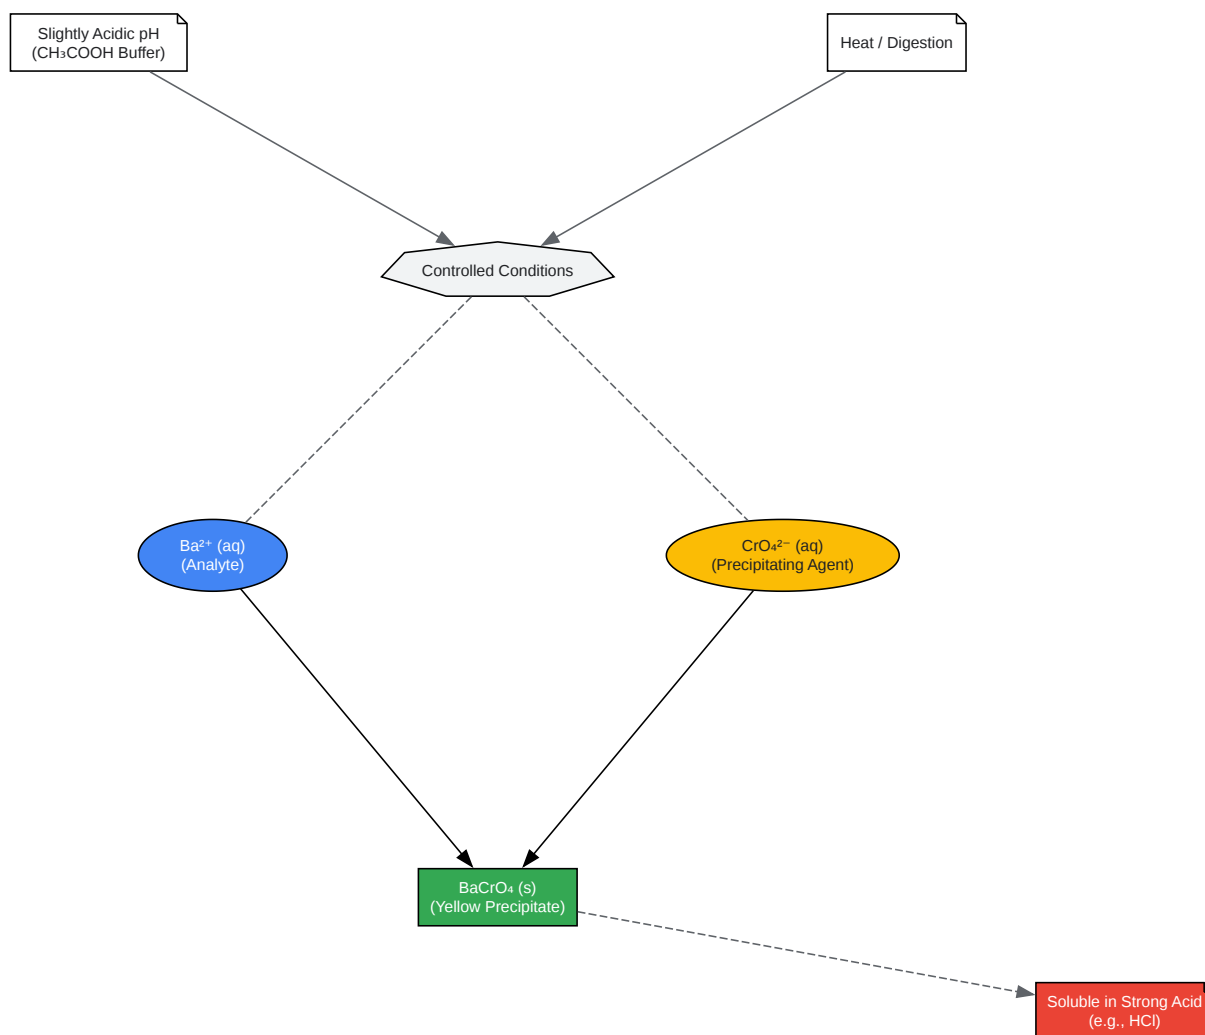 Slightly Acidic pH
(CH₃COOH Buffer)
Heat / Digestion
Controlled Conditions
Ba²⁺ (aq)
(Analyte)
CrO₄²⁻ (aq)
(Precipitating Agent)
BaCrO₄ (s)
(Yellow Precipitate)
Soluble in Strong Acid
(e.g., HCl)